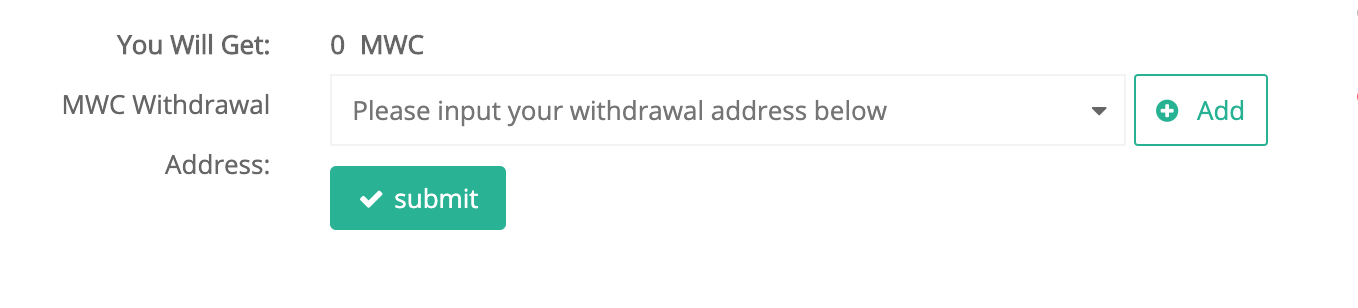 You Will Get: 0 MWC
MWC Withdrawal
Address:
Please input your withdrawal address below
Add
submit